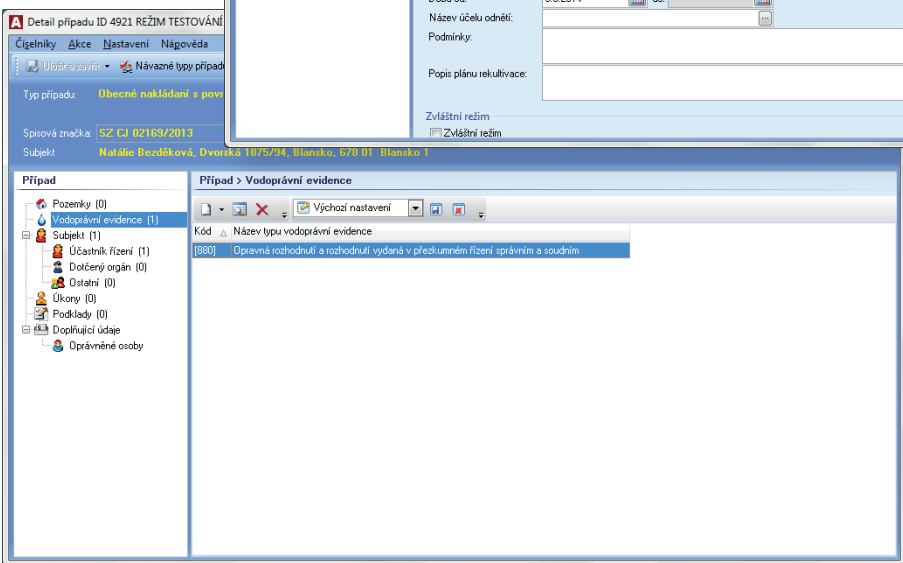 Název účelu odnětí:
Podmínky:
Popis plánu rekultivace:
Zvláštní režim
Zvláštní režim
Detail případu ID 4921 REŽIM TESTOVÁNÍ
Číselníky Akce Nastavení Nápověda
Uložit a zavřít Návazné typy případu
Typ případu: Obecné nakládaní s povr
Spisová značka: SZ CJ 02169/2013
Subjekt Natálie Bezděková, Dvorská 1875/94, Blansko, 678 01 Blansko 1
Případ
Pozemky (0)
Vodoprávní evidence (1)
Subjekt (1)
Účastník řízení (1)
Dotčený orgán (0)
Ostatní (0)
Úkony (0)
Podklady (0)
Doplňující údaje
Oprávněné osoby
Případ > Vodoprávní evidence
Výchozí nastavení
Kód Název typu vodoprávní evidence
[880] Opravná rozhodnutí a rozhodnutí vydaná v přezkumném řízení správním a soudním